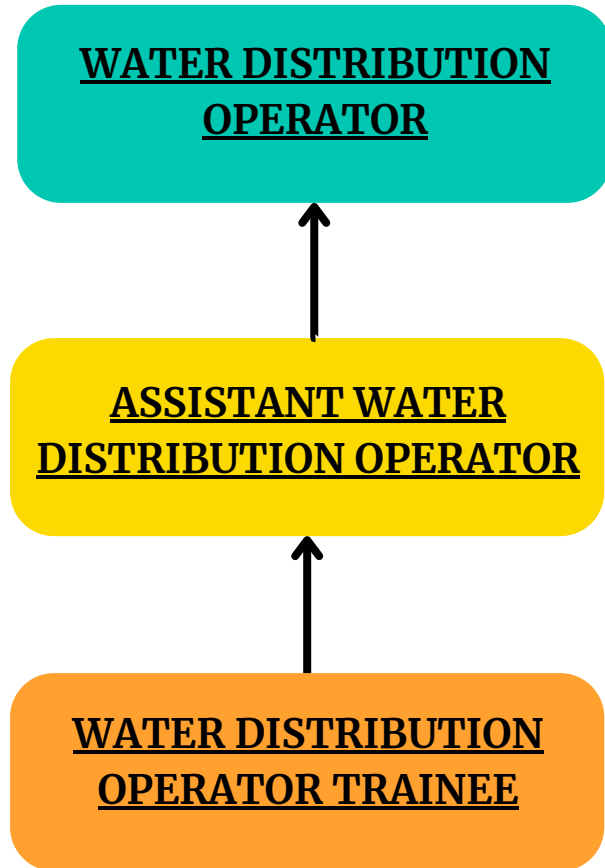 WATER DISTRIBUTION
OPERATOR
ASSISTANT WATER
DISTRIBUTION OPERATOR
WATER DISTRIBUTION
OPERATOR TRAINEE